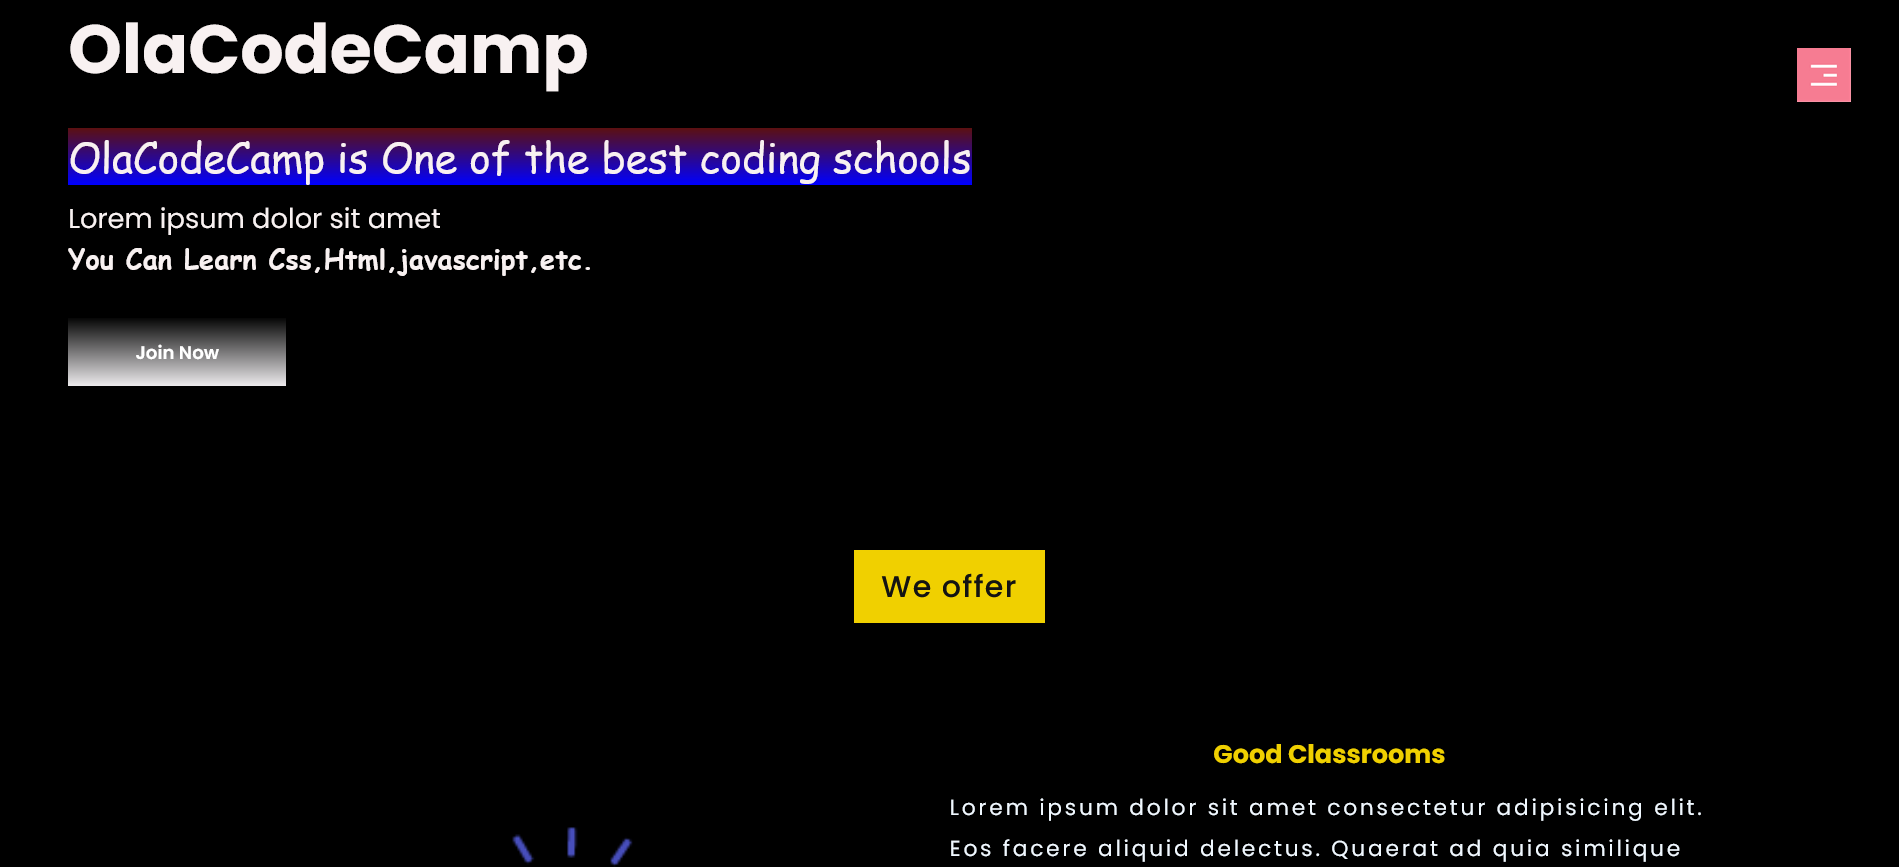 OlaCodeCamp
OlaCodeCamp is One of the best coding schools
Lorem ipsum dolor sit amet
You Can Learn Css,Html,javascript,etc.
Join Now
We offer
Good Classrooms
Lorem ipsum dolor sit amet consectetur adipisicing elit.
Eos facere aliquid delectus. Quaerat ad quia similique